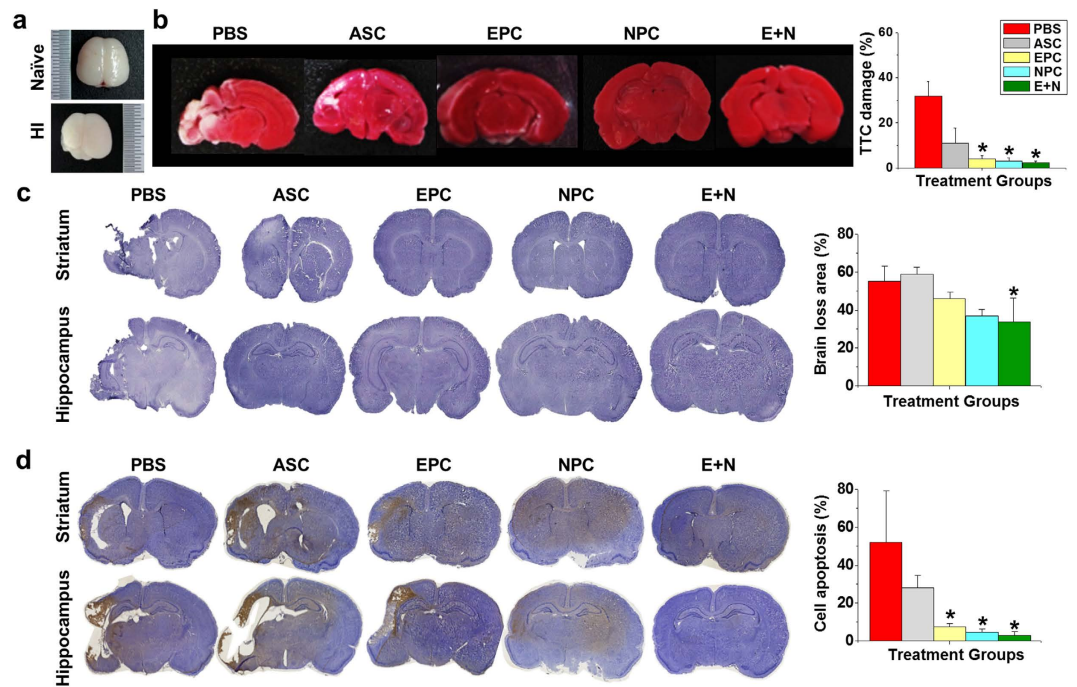 a
Naïve
HI
b
PBS ASC EPC NPC E+N
TTC damage (%)
60
40
20
0
PBS
ASC
EPC
NPC
E+N
* * *
Treatment Groups
c
PBS ASC EPC NPC E+N
Striatum
Hippocampus
Brain loss area (%)
80
60
40
20
0
*
Treatment Groups
d
PBS ASC EPC NPC E+N
Striatum
Hippocampus
Cell apoptosis (%)
80
60
40
20
0
* * *
Treatment Groups